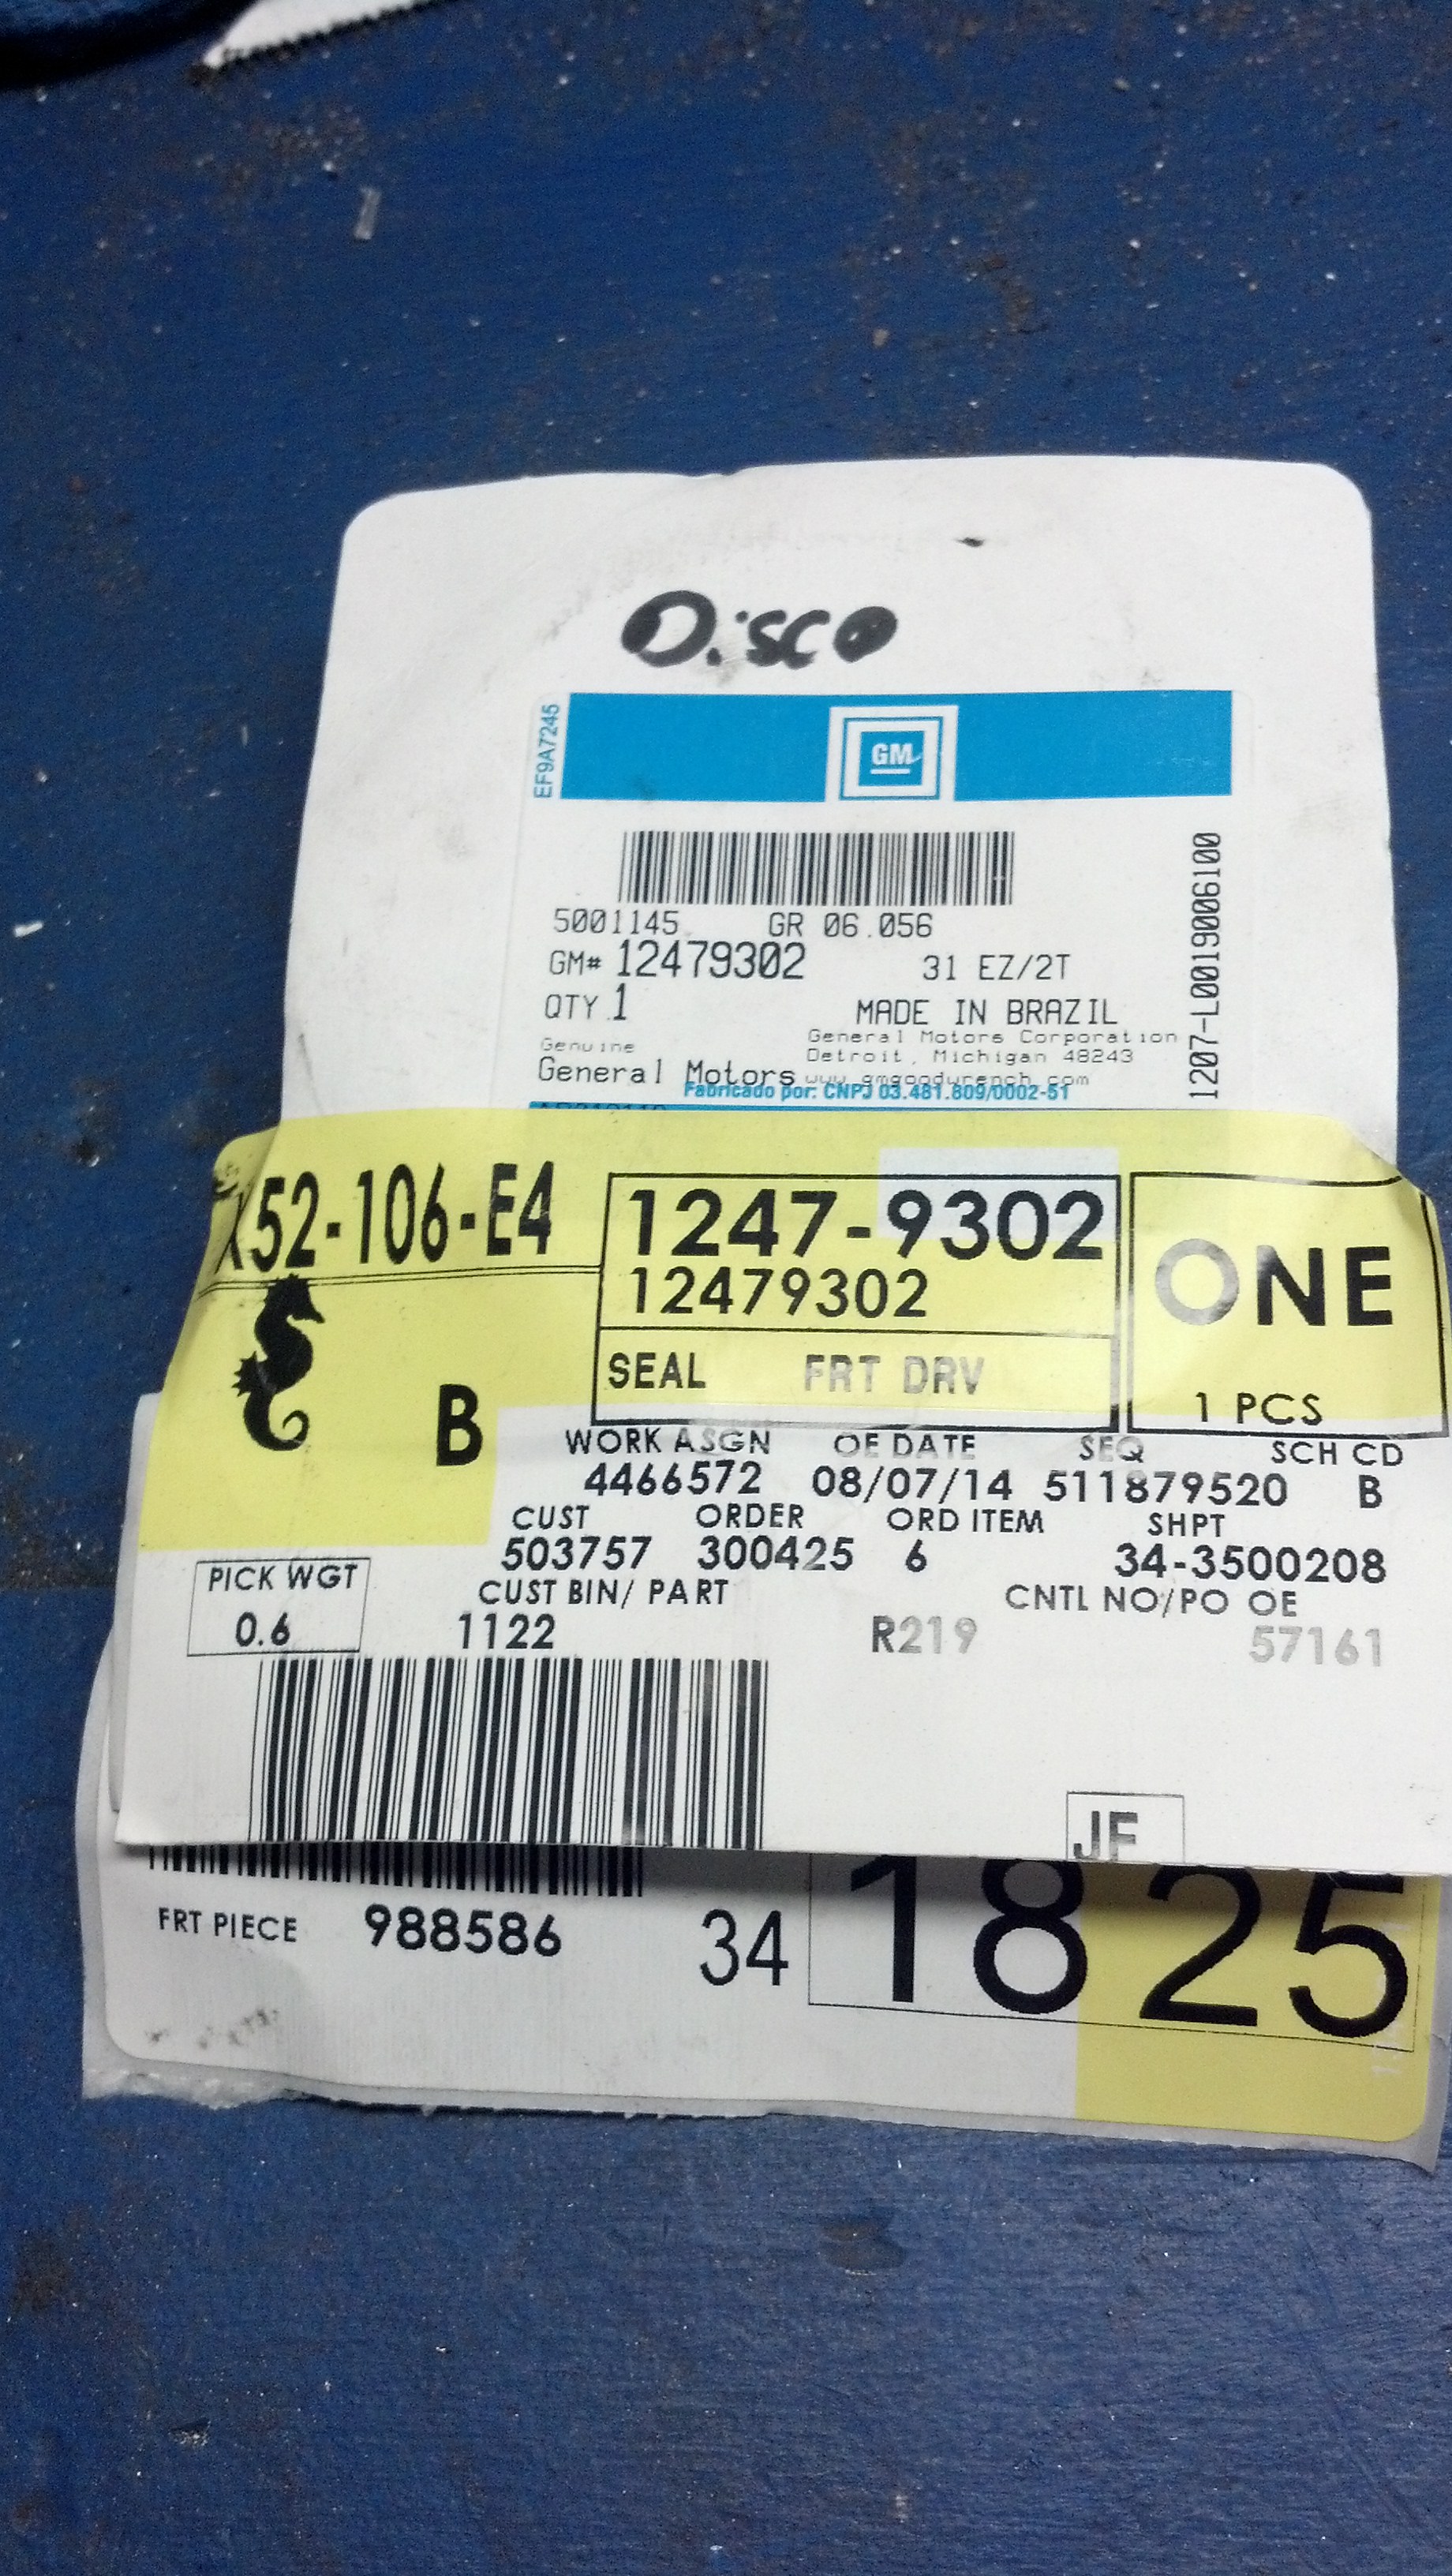 Disco
EF9A7245
GM
5001145 GR 06.056
GM# 12479302 31 EZ/2T
QTY 1 MADE IN BRAZIL
Genuine General Motors Corporation
Detroit, Michigan 48243
General Motors www.gmgoodwrench.com
Fabricado por: CNPJ 03.481.809/0002-51
1207-L0019006100
X52-106-E4
1247-9302
12479302
ONE
SEAL FRT DRV
1 PCS
B
WORK ASGN OE DATE SEQ SCH CD
4466572 08/07/14 511879520 B
CUST ORDER ORD ITEM SHPT
503757 300425 6 34-3500208
PICK WGT CUST BIN/ PART CNTL NO/PO OE
0.6 1122 R219 57161
JF
FRT PIECE 988586 34 1825